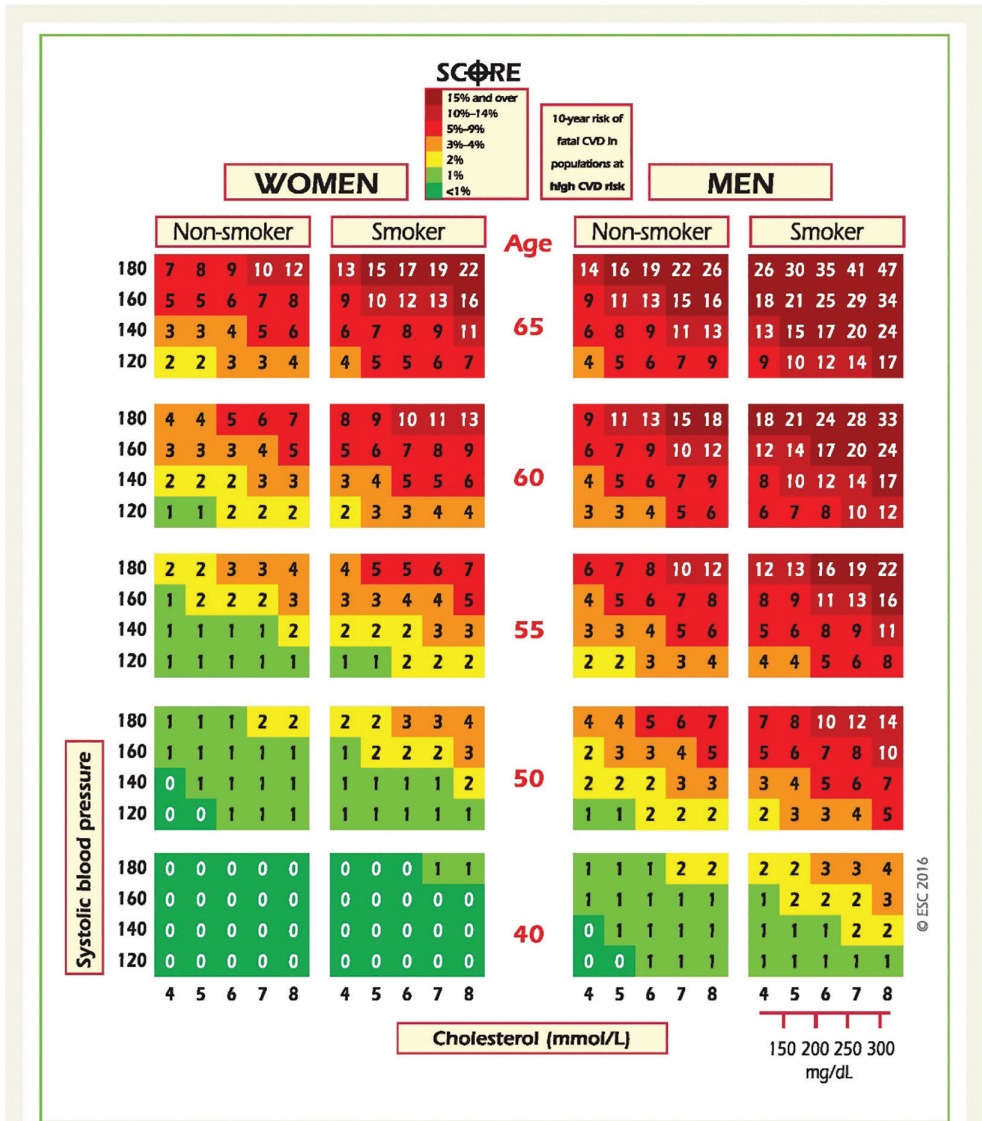 SCORE
15% and over
10%–14%
5%–9%
3%–4%
2%
1%
<1%
10-year risk of
fatal CVD in
populations at
high CVD risk
WOMEN
MEN
Non-smoker Smoker Age Non-smoker Smoker
180 7 8 9 10 12 13 15 17 19 22 14 16 19 22 26 26 30 35 41 47
160 5 5 6 7 8 9 10 12 13 16 9 11 13 15 16 18 21 25 29 34
65
140 3 3 4 5 6 6 7 8 9 11 6 8 9 11 13 13 15 17 20 24
120 2 2 3 3 4 4 5 5 6 7 4 5 6 7 9 9 10 12 14 17
180 4 4 5 6 7 8 9 10 11 13 9 11 13 15 18 18 21 24 28 33
160 3 3 3 4 5 5 6 7 8 9 6 7 9 10 12 12 14 17 20 24
60
140 2 2 2 3 3 3 4 5 5 6 4 5 6 7 9 8 10 12 14 17
120 1 1 2 2 2 2 3 3 4 4 3 3 4 5 6 6 7 8 10 12
180 2 2 3 3 4 4 5 5 6 7 6 7 8 10 12 12 13 16 19 22
160 1 2 2 2 3 3 3 4 4 5 4 5 6 7 8 8 9 11 13 16
55
140 1 1 1 1 2 2 2 2 3 3 3 3 4 5 6 5 6 8 9 11
120 1 1 1 1 1 1 1 2 2 2 2 2 3 3 4 4 4 5 6 8
180 1 1 1 2 2 2 2 3 3 4 4 4 5 6 7 7 8 10 12 14
160 1 1 1 1 1 1 2 2 2 3 2 3 3 4 5 5 6 7 8 10
50
140 0 1 1 1 1 1 1 1 1 2 2 2 2 3 3 3 4 5 6 7
120 0 0 1 1 1 1 1 1 1 1 1 1 2 2 2 2 3 3 4 5
180 0 0 0 0 0 0 0 0 1 1 1 1 1 2 2 2 2 3 3 4
160 0 0 0 0 0 0 0 0 0 0 1 1 1 1 1 1 2 2 2 3
40
140 0 0 0 0 0 0 0 0 0 0 0 1 1 1 1 1 1 1 2 2
120 0 0 0 0 0 0 0 0 0 0 0 0 1 1 1 1 1 1 1 1
4 5 6 7 8 4 5 6 7 8 4 5 6 7 8 4 5 6 7 8
Systolic blood pressure
Cholesterol (mmol/L)
150 200 250 300
mg/dL
© ESC 2016